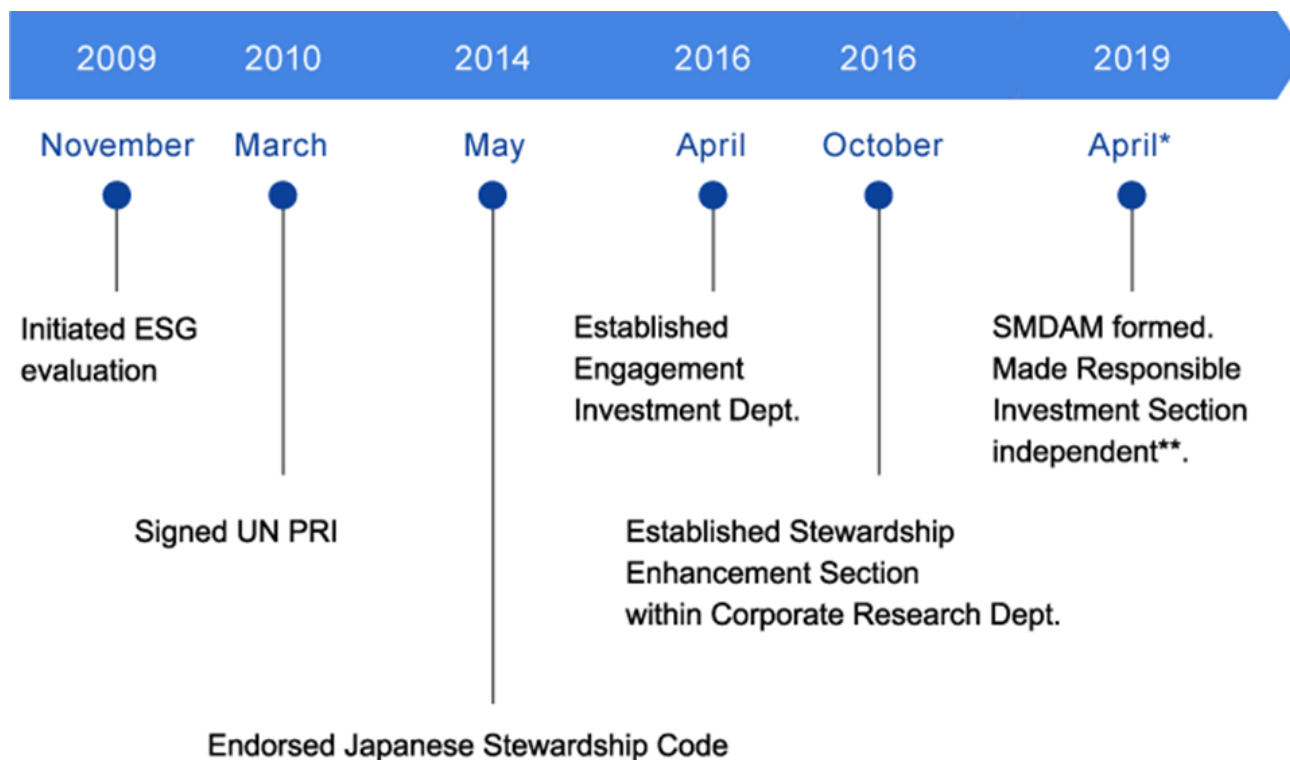 2009 2010 2014 2016 2016 2019
November March May April October April*
Initiated ESG
evaluation
Established
Engagement
Investment Dept.
SMDAM formed.
Made Responsible
Investment Section
independent**.
Signed UN PRI
Established Stewardship
Enhancement Section
within Corporate Research Dept.
Endorsed Japanese Stewardship Code